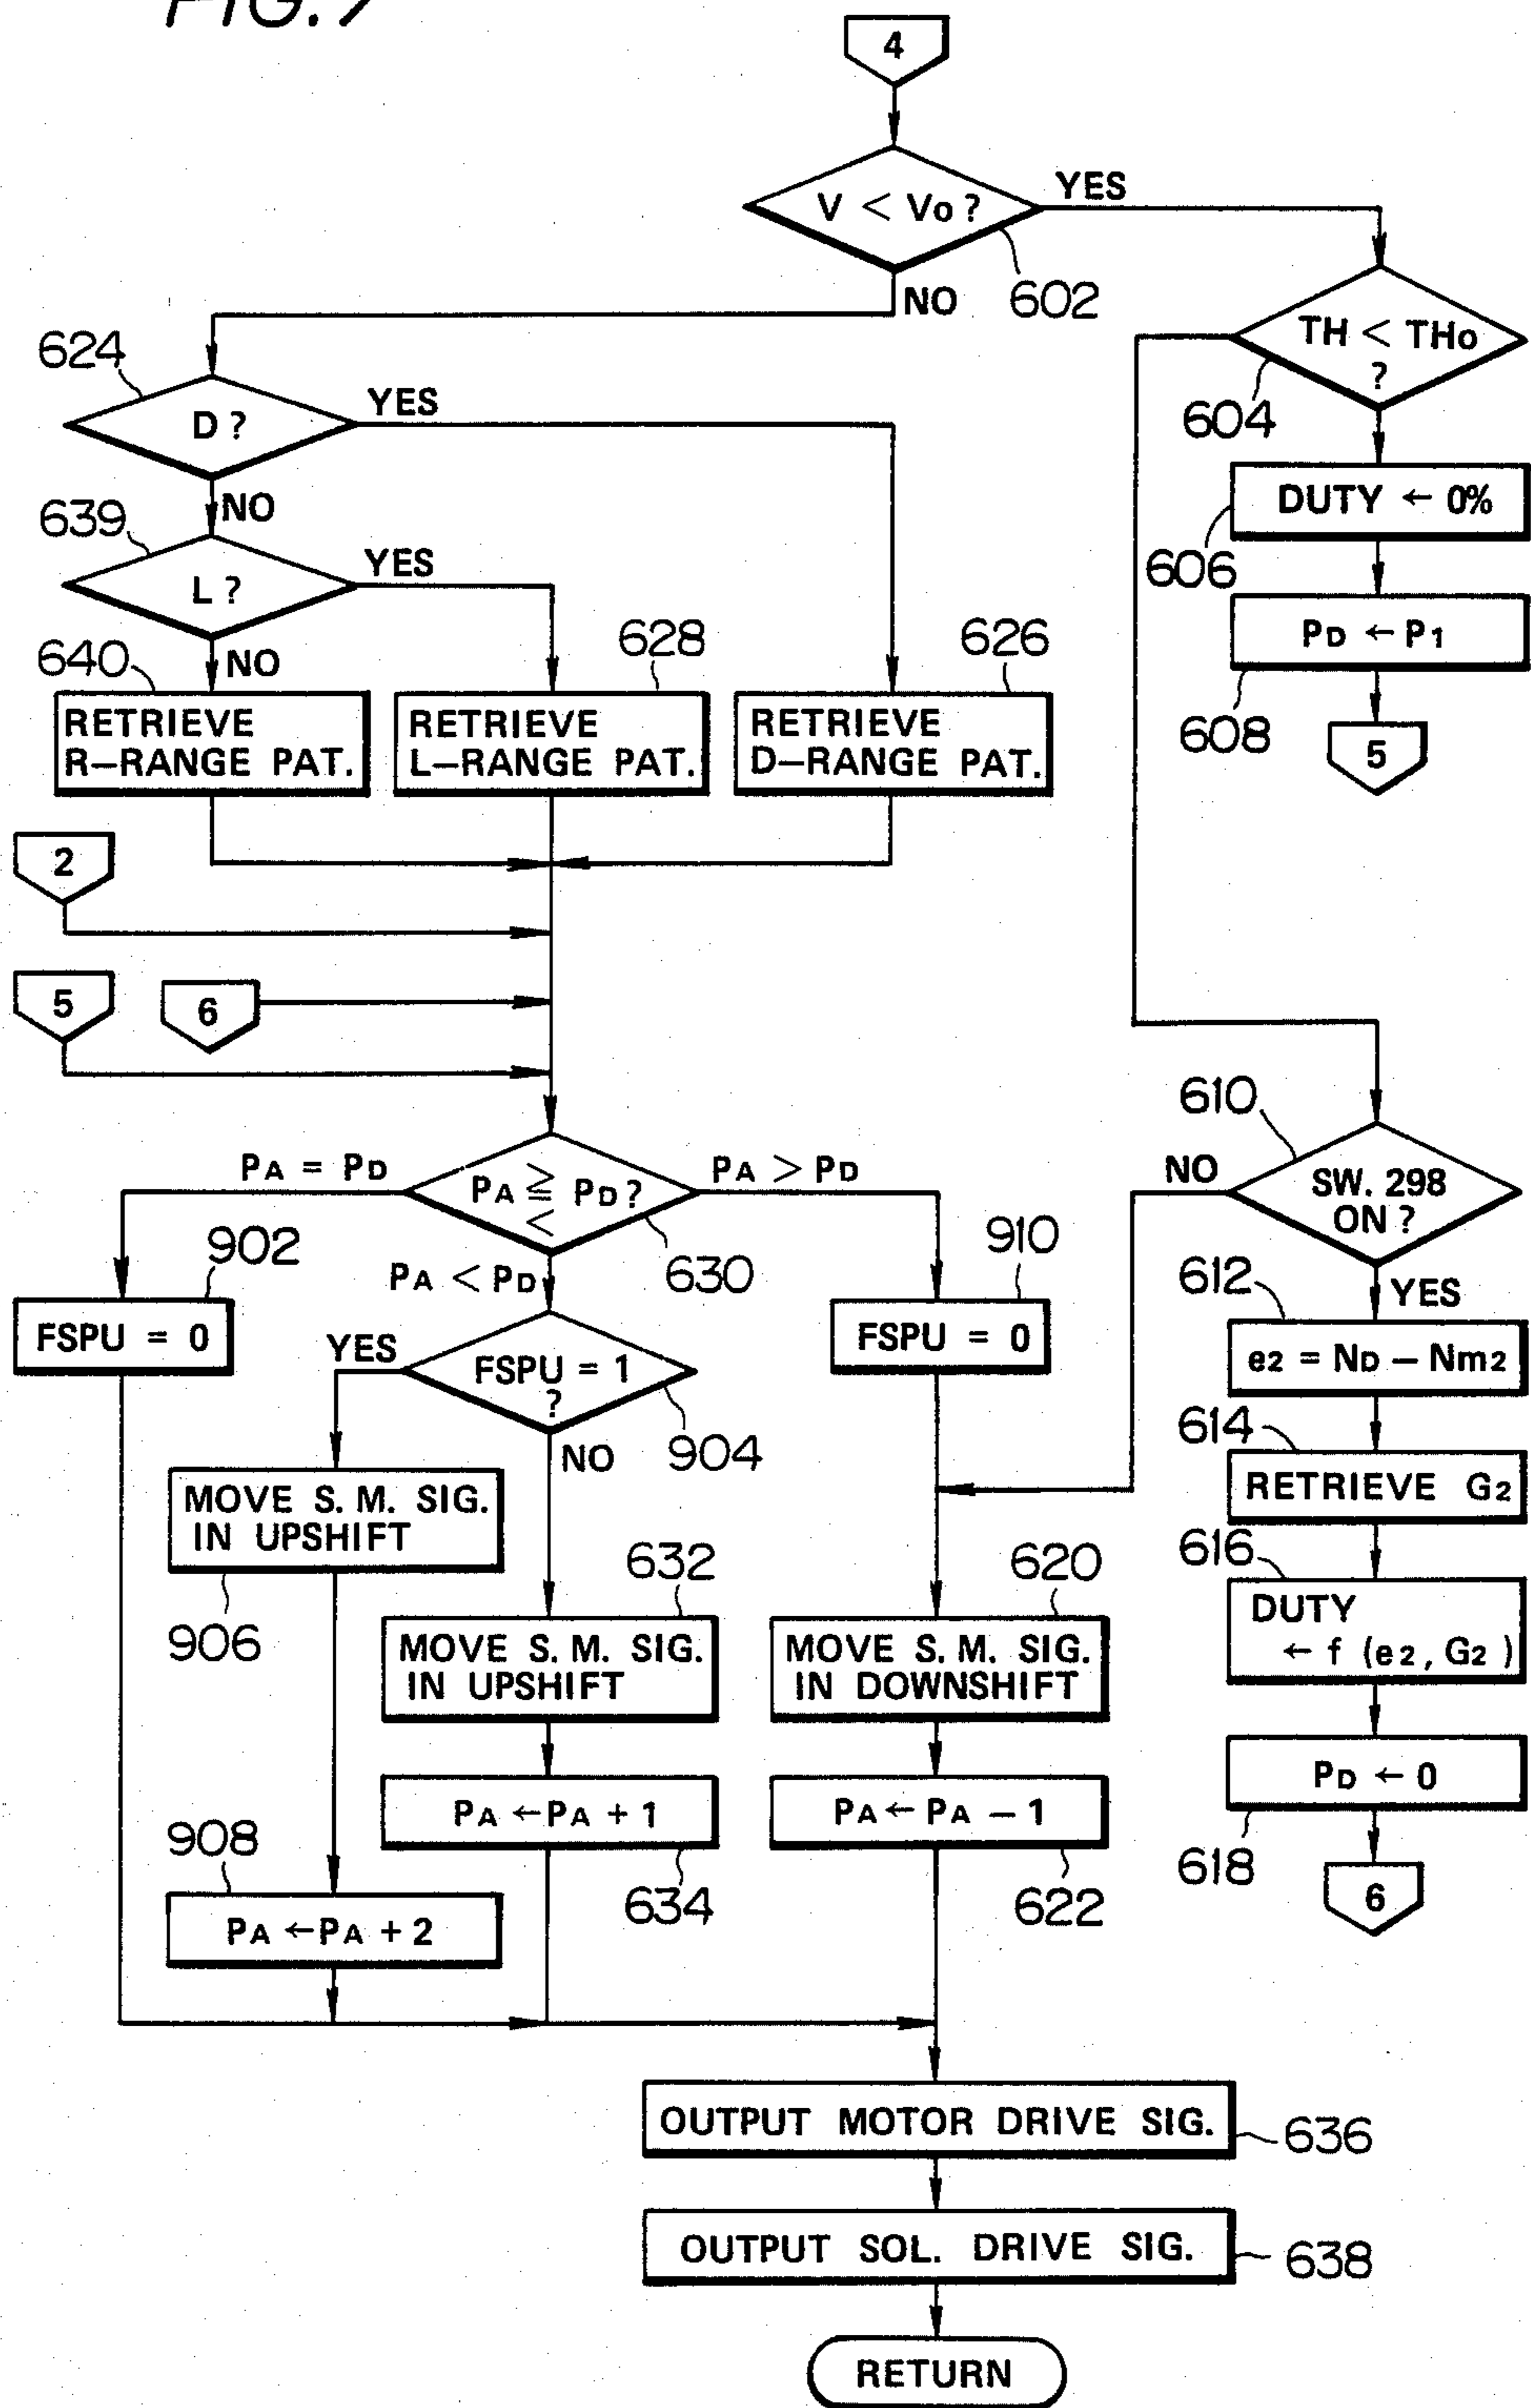 FIG. 7
4
V < Vo ?
YES
NO
602
TH < THo
?
604
DUTY ← 0%
606
PD ← P1
608
5
624
D ?
YES
NO
639
L ?
YES
NO
640
RETRIEVE
R–RANGE PAT.
628
RETRIEVE
L–RANGE PAT.
626
RETRIEVE
D–RANGE PAT.
2
5
6
PA = PD
PA ⪌ PD ?
PA > PD
630
PA < PD
902
FSPU = 0
YES
FSPU = 1
?
904
NO
910
FSPU = 0
610
NO
SW. 298
ON ?
YES
612
e2 = ND – Nm2
614
RETRIEVE G2
616
DUTY
← f (e2, G2 )
PD ← 0
618
6
MOVE S. M. SIG.
IN UPSHIFT
906
632
MOVE S. M. SIG.
IN UPSHIFT
620
MOVE S. M. SIG.
IN DOWNSHIFT
PA ← PA + 1
634
PA ← PA – 1
622
908
PA ← PA + 2
OUTPUT MOTOR DRIVE SIG.
636
OUTPUT SOL. DRIVE SIG.
638
RETURN